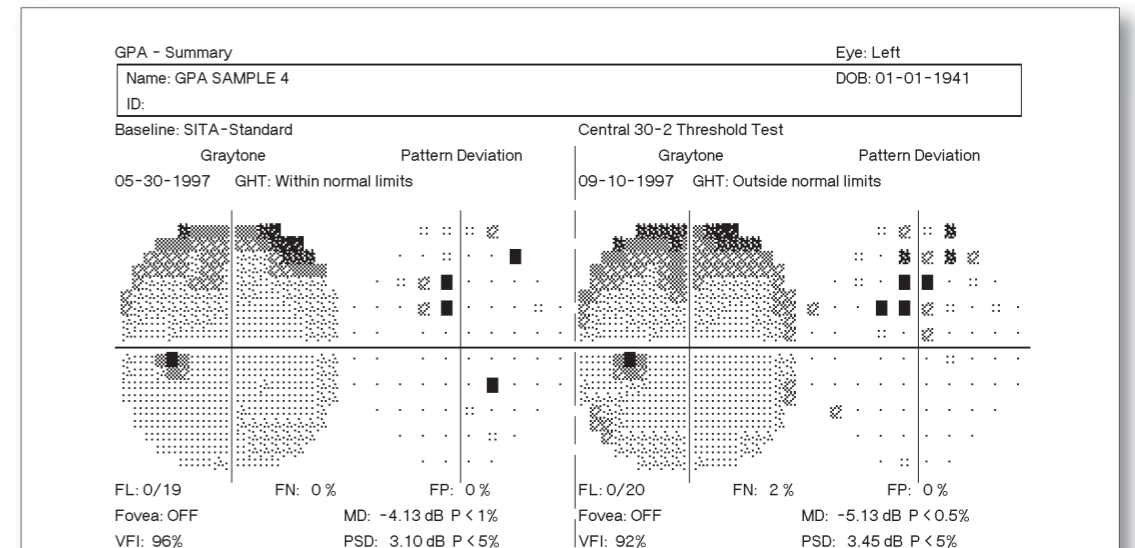 GPA - Summary Eye: Left
Name: GPA SAMPLE 4 DOB: 01-01-1941
ID:
Baseline: SITA-Standard Central 30-2 Threshold Test
Graytone Pattern Deviation Graytone Pattern Deviation
05-30-1997 GHT: Within normal limits 09-10-1997 GHT: Outside normal limits
FL: 0/19 FN: 0 % FP: 0 % FL: 0/20 FN: 2 % FP: 0 %
Fovea: OFF MD: -4.13 dB P < 1% Fovea: OFF MD: -5.13 dB P < 0.5%
VFI: 96% PSD: 3.10 dB P < 5% VFI: 92% PSD: 3.45 dB P < 5%